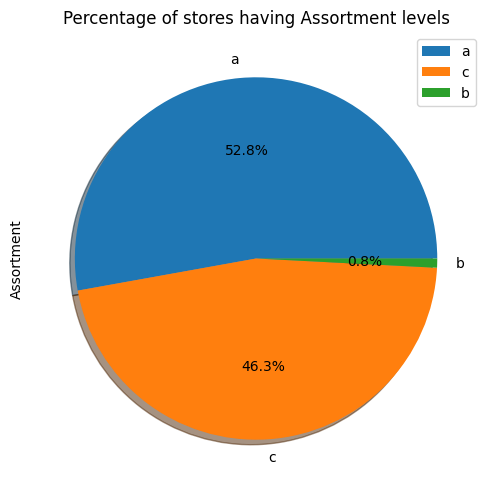 Percentage of stores having Assortment levels
a
a
c
b
52.8%
Assortment
0.8%
b
46.3%
c